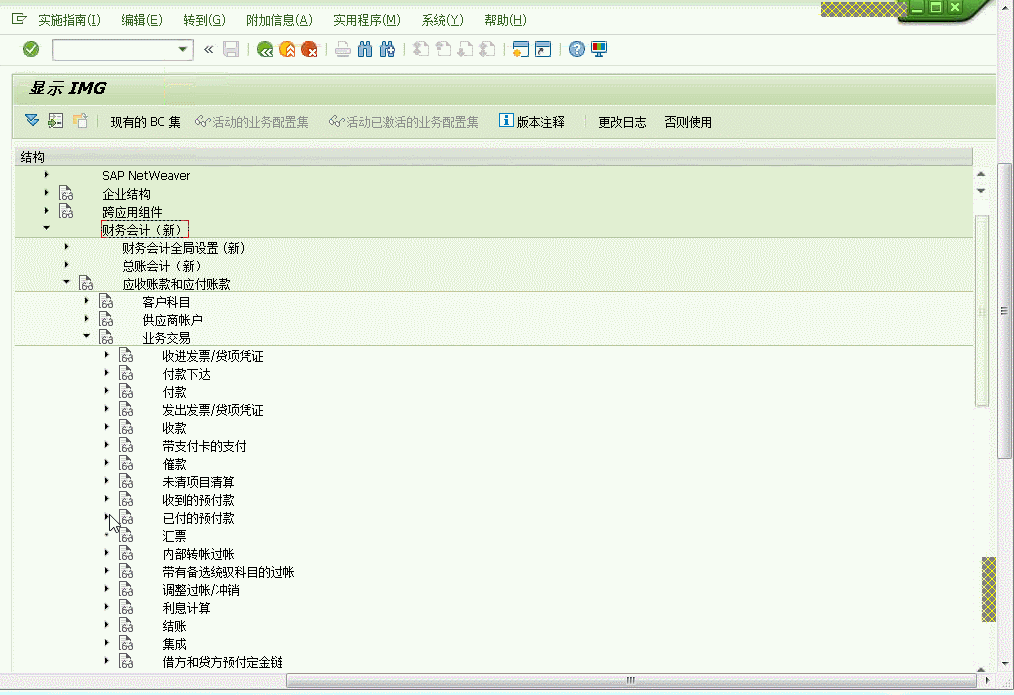 实施指南(I) 编辑(E) 转到(G) 附加信息(A) 实用程序(M) 系统(Y) 帮助(H)
显示 IMG
现有的 BC 集 活动的业务配置集 活动已激活的业务配置集 版本注释 更改日志 否则使用
结构
SAP NetWeaver
企业结构
跨应用组件
财务会计（新）
财务会计全局设置 (新)
总账会计（新）
应收账款和应付账款
客户科目
供应商帐户
业务交易
收进发票/贷项凭证
付款下达
付款
发出发票/贷项凭证
收款
带支付卡的支付
催款
未清项目清算
收到的预付款
已付的预付款
汇票
内部转帐过帐
带有备选统驭科目的过帐
调整过帐/冲销
利息计算
结账
集成
借方和贷方预付定金链